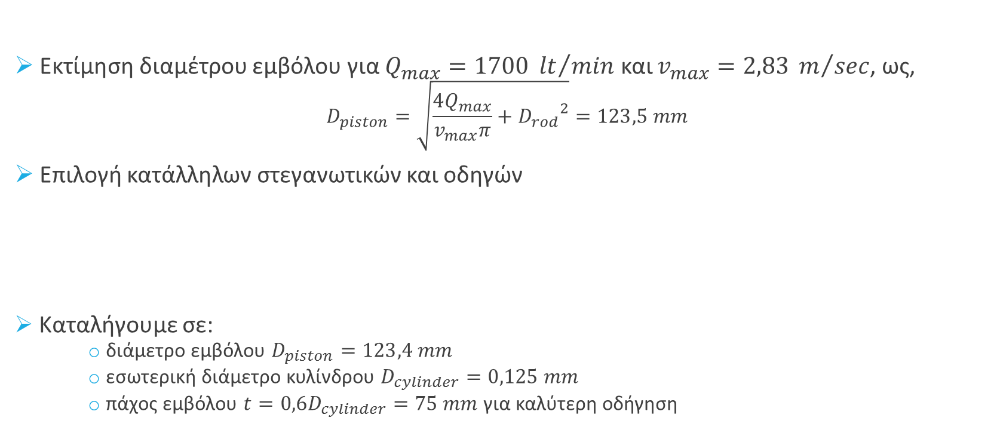 Εκτίμηση διαμέτρου εμβόλου για Q_{max} = 1700 lt/min και v_{max} = 2,83 m/sec, ως,
D_{piston} = \sqrt{\frac{4Q_{max}}{v_{max}π} + D_{rod}^2} = 123,5 mm
Επιλογή κατάλληλων στεγανωτικών και οδηγών
Καταλήγουμε σε:
διάμετρο εμβόλου D_{piston} = 123,4 mm
εσωτερική διάμετρο κυλίνδρου D_{cylinder} = 0,125 mm
πάχος εμβόλου t = 0,6D_{cylinder} = 75 mm για καλύτερη οδήγηση